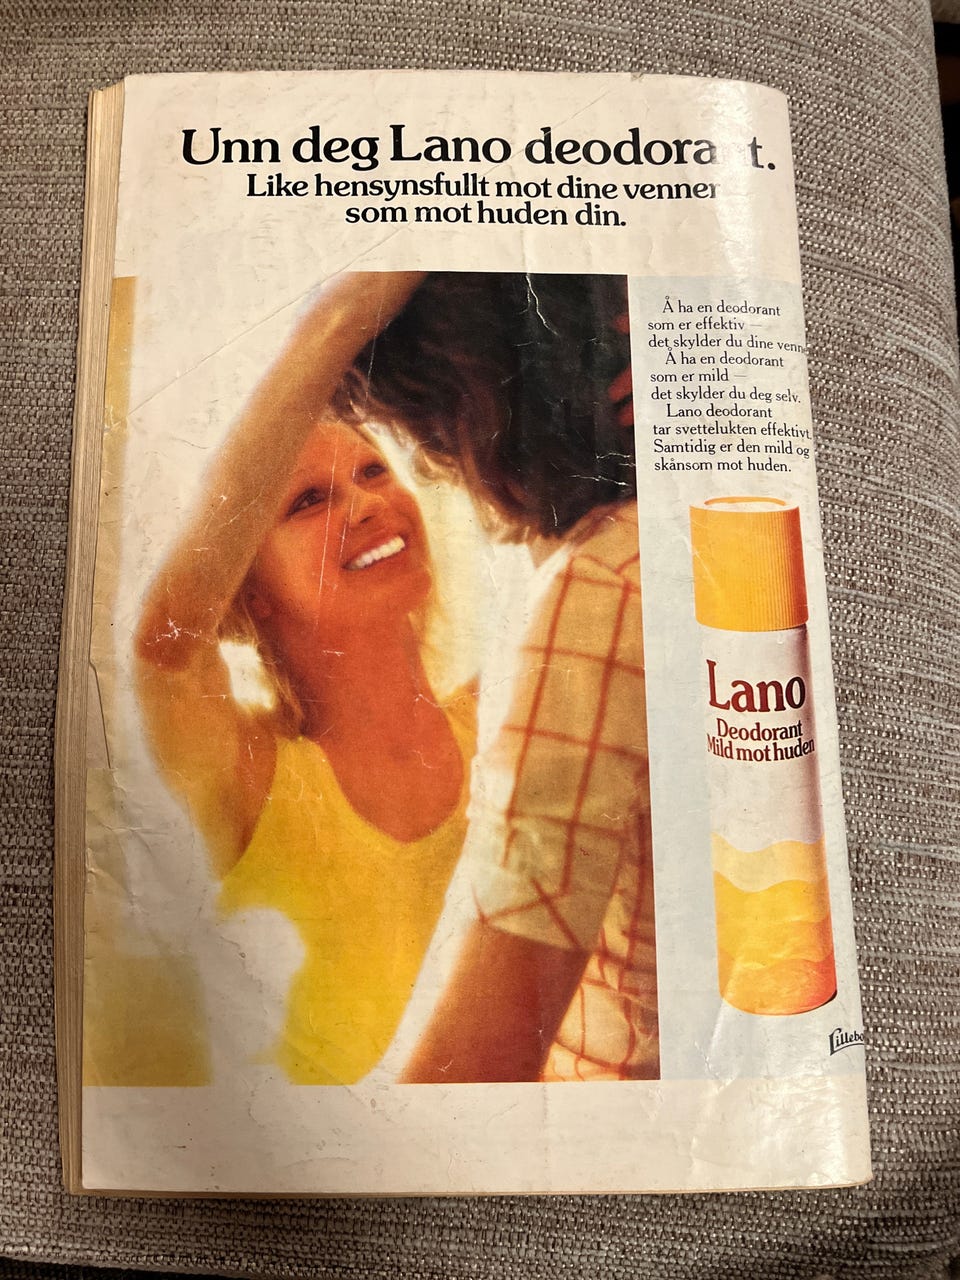 Unn deg Lano deodorant.
Like hensynsfullt mot dine venner
som mot huden din.
Å ha en deodorant
som er effektiv —
det skylder du dine venn
Å ha en deodorant
som er mild —
det skylder du deg selv.
Lano deodorant
tar svettelukten effektivt.
Samtidig er den mild og
skånsom mot huden.
Lano
Deodorant
Mild mot huden
Lillebo